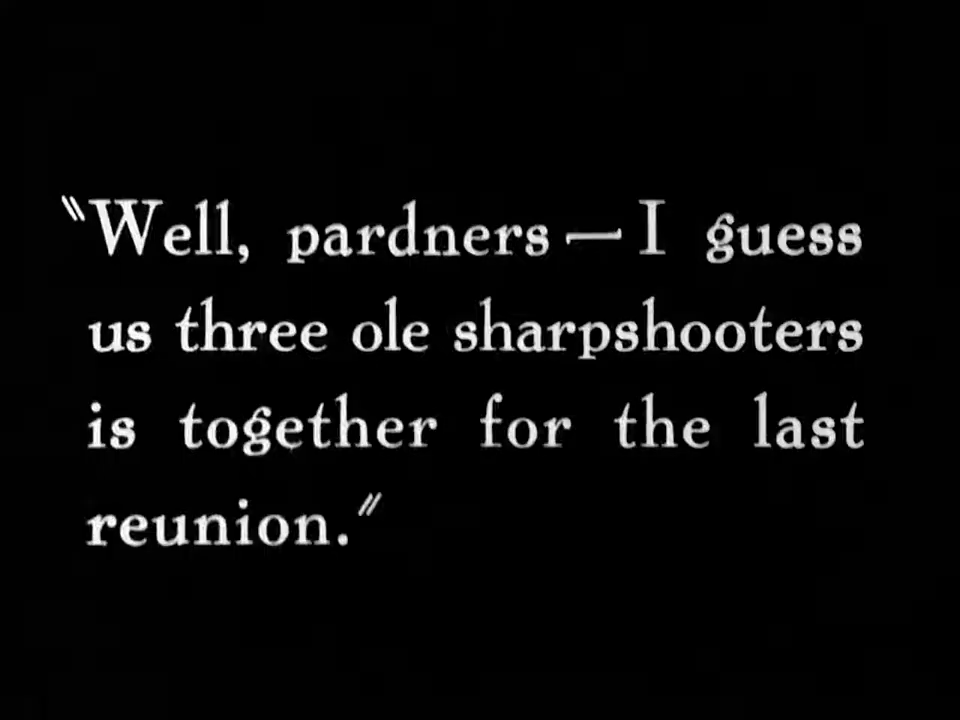 "Well, pardners — I guess
us three ole sharpshooters
is together for the last
reunion."